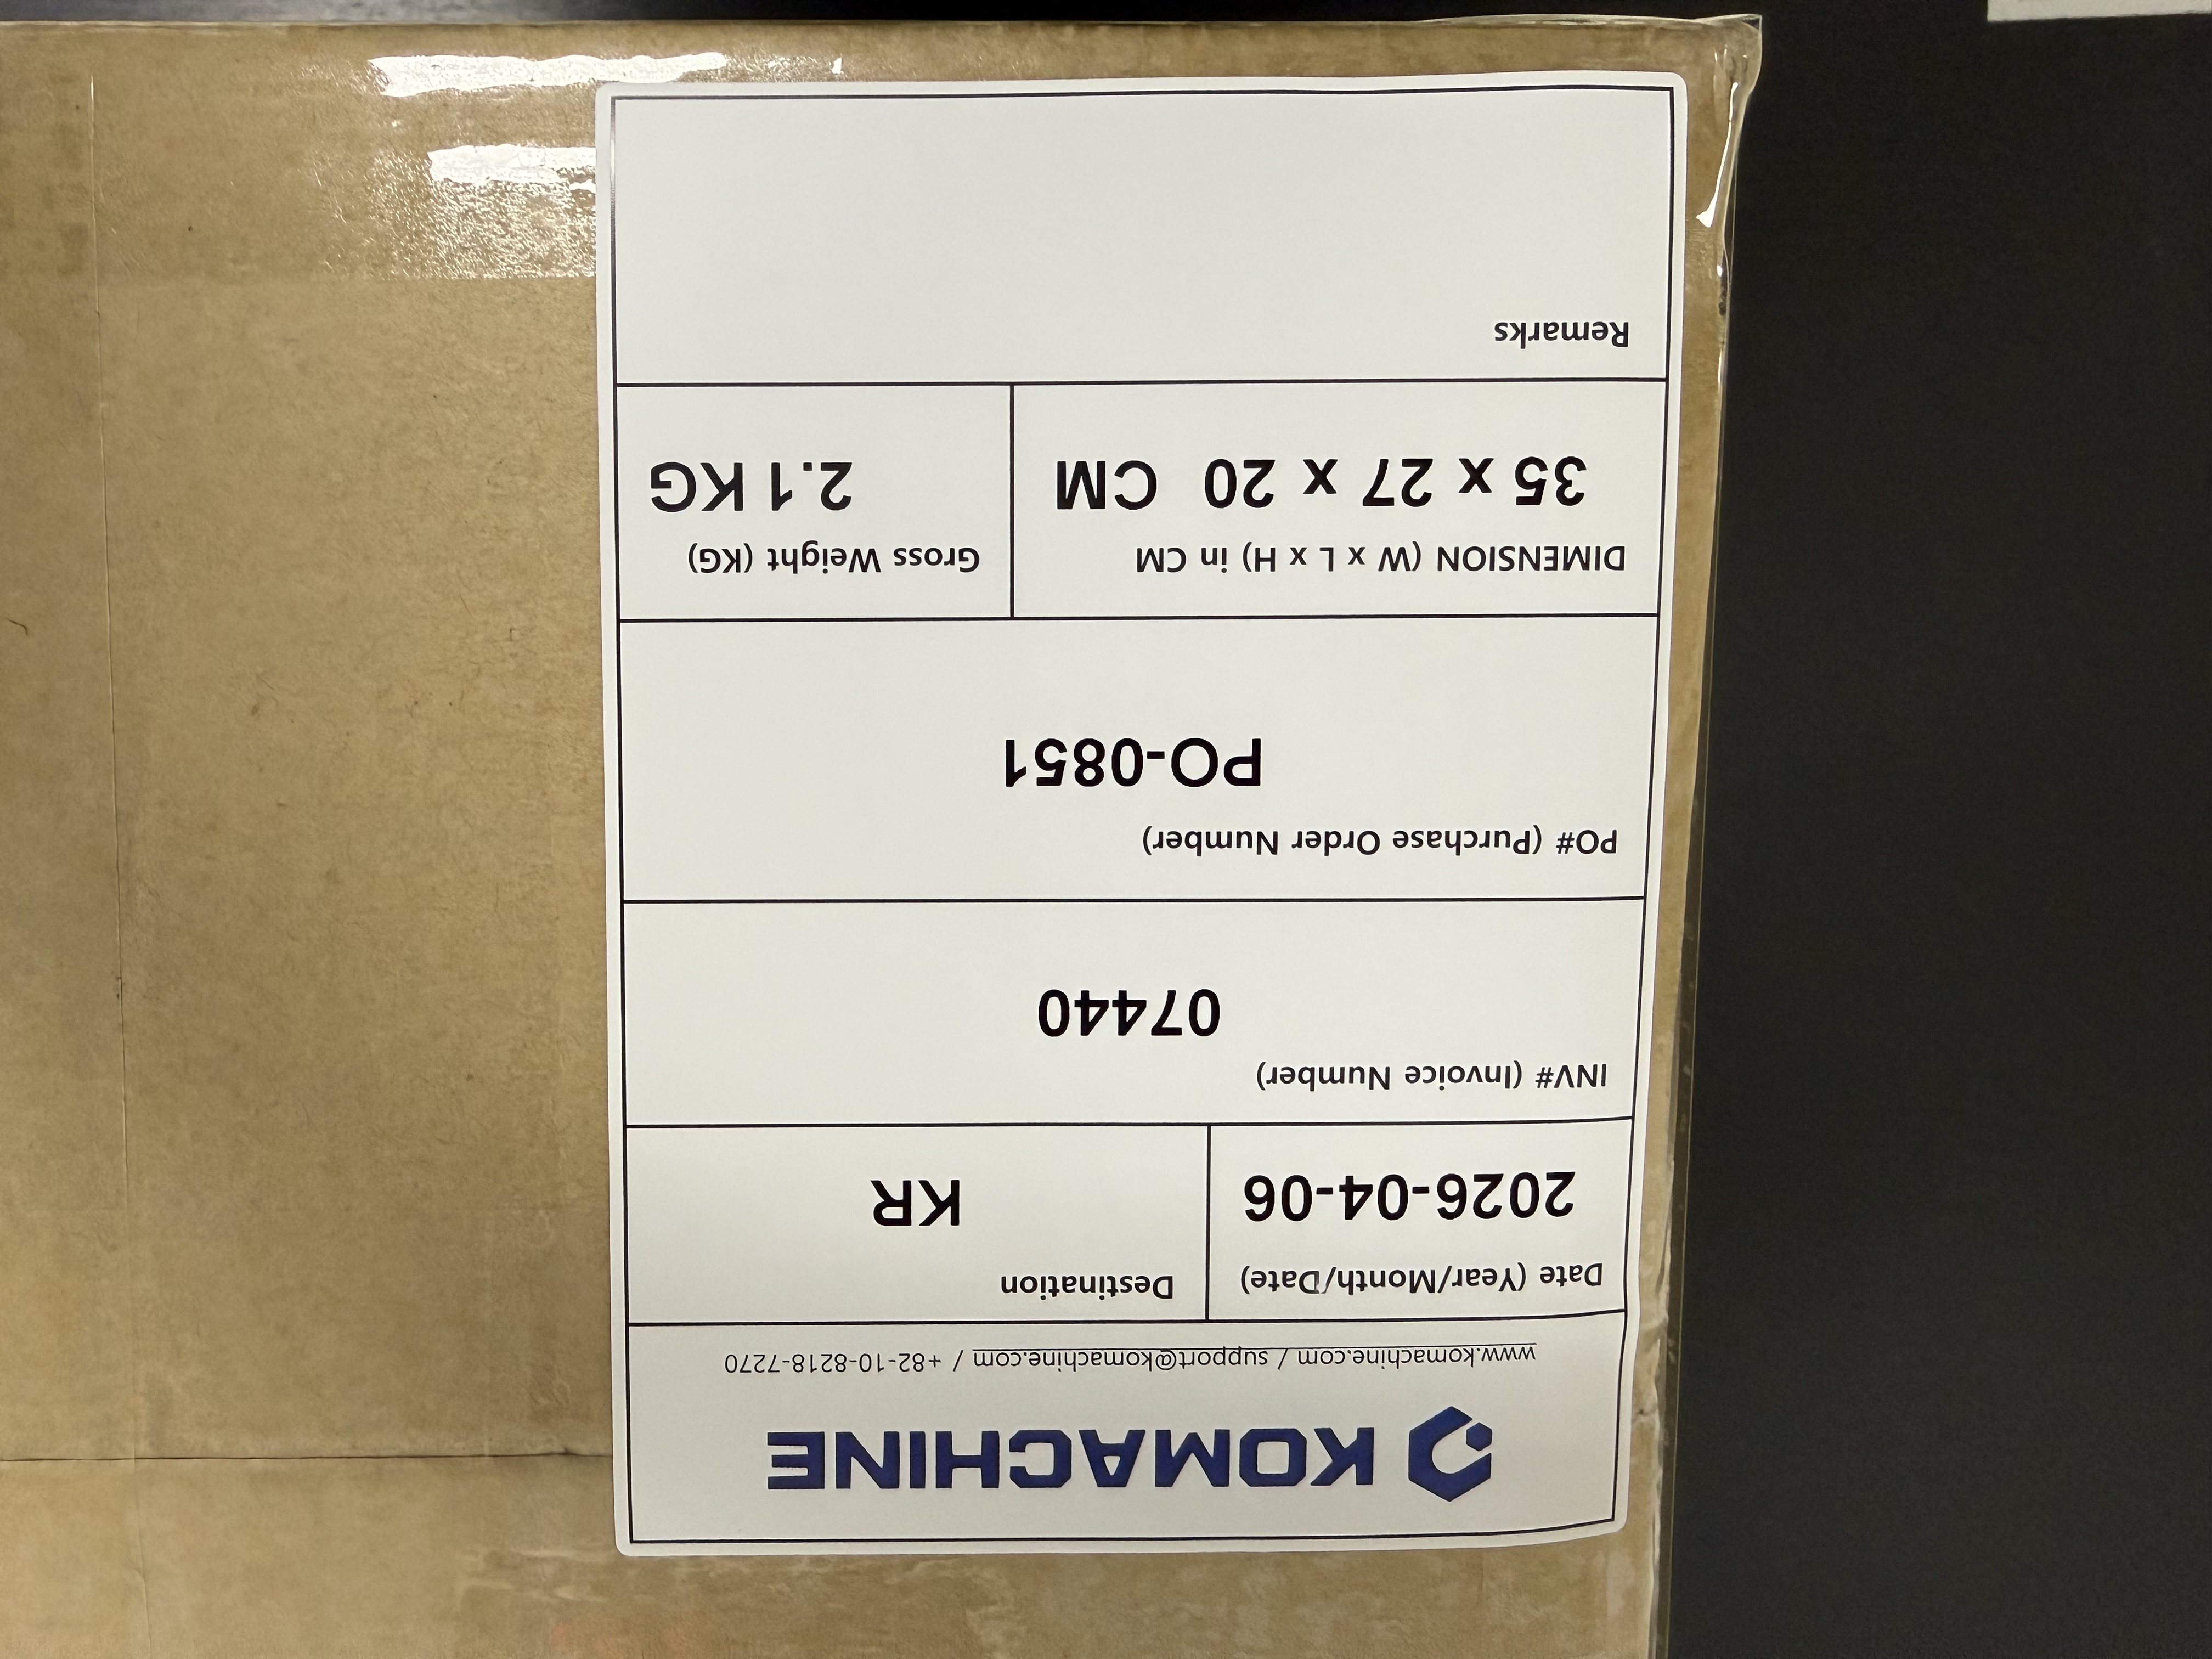 KOMACHINE
www.komachine.com / support@komachine.com / +82-10-8218-7270
Date (Year/Month/Date)
2026-04-06
Destination
KR
INV# (Invoice Number)
07440
PO# (Purchase Order Number)
PO-0851
DIMENSION (W x L x H) in CM
35 x 27 x 20 CM
Gross Weight (KG)
2.1 KG
Remarks